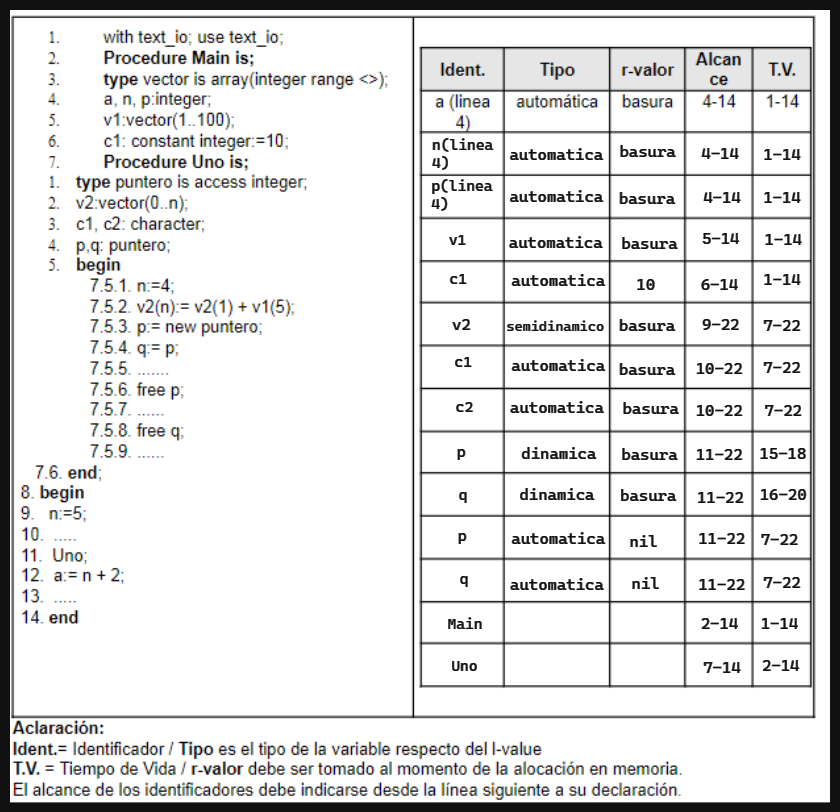 1. with text_io; use text_io;
2. Procedure Main is;
3. type vector is array(integer range <>);
4. a, n, p:integer;
5. v1:vector(1..100);
6. c1: constant integer:=10;
7. Procedure Uno is;
1. type puntero is access integer;
2. v2:vector(0..n);
3. c1, c2: character;
4. p,q: puntero;
5. begin
7.5.1. n:=4;
7.5.2. v2(n):= v2(1) + v1(5);
7.5.3. p:= new puntero;
7.5.4. q:= p;
7.5.5. .......
7.5.6. free p;
7.5.7. ......
7.5.8. free q;
7.5.9. ......
7.6. end;
8. begin
9. n:=5;
10. .....
11. Uno;
12. a:= n + 2;
13. .....
14. end
Ident. Tipo r-valor Alcan
ce T.V.
a (linea
4) automática basura 4-14 1-14
n(linea
4) automatica basura 4-14 1-14
p(linea
4) automatica basura 4-14 1-14
v1 automatica basura 5-14 1-14
c1 automatica 10 6-14 1-14
v2 semidinamico basura 9-22 7-22
c1 automatica basura 10-22 7-22
c2 automatica basura 10-22 7-22
p dinamica basura 11-22 15-18
q dinamica basura 11-22 16-20
p automatica nil 11-22 7-22
q automatica nil 11-22 7-22
Main 2-14 1-14
Uno 7-14 2-14
Aclaración:
Ident.= Identificador / Tipo es el tipo de la variable respecto del l-value
T.V. = Tiempo de Vida / r-valor debe ser tomado al momento de la alocación en memoria.
El alcance de los identificadores debe indicarse desde la línea siguiente a su declaración.